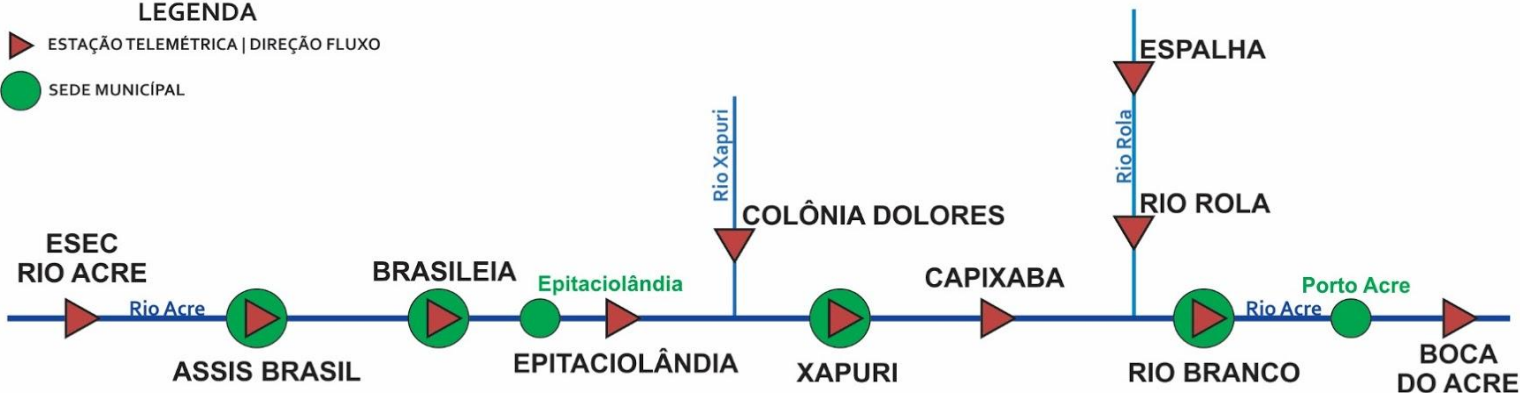 LEGENDA
ESTAÇÃO TELEMÉTRICA | DIREÇÃO FLUXO
SEDE MUNICÍPAL
ESPALHA
Rio Xapuri
Rio Rola
COLÔNIA DOLORES
RIO ROLA
ESEC
RIO ACRE
BRASILEIA
Epitaciolândia
CAPIXABA
Porto Acre
Rio Acre
Rio Acre
ASSIS BRASIL
EPITACIOLÂNDIA
XAPURI
RIO BRANCO
BOCA
DO ACRE